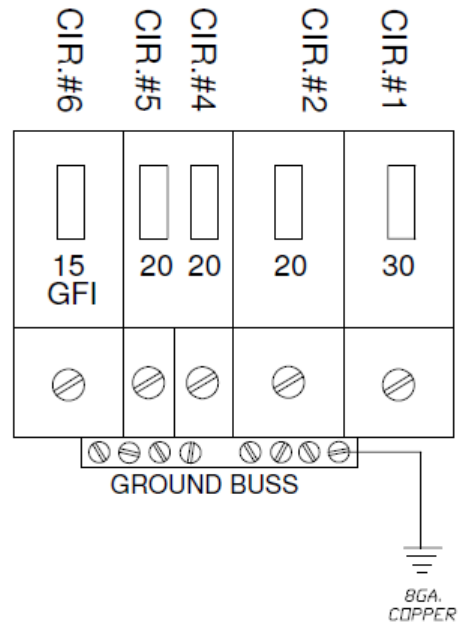 CIR.#6
CIR.#5
CIR.#4
CIR.#2
CIR.#1
15
GFI
20
20
20
30
GROUND BUSS
8GA.
COPPER